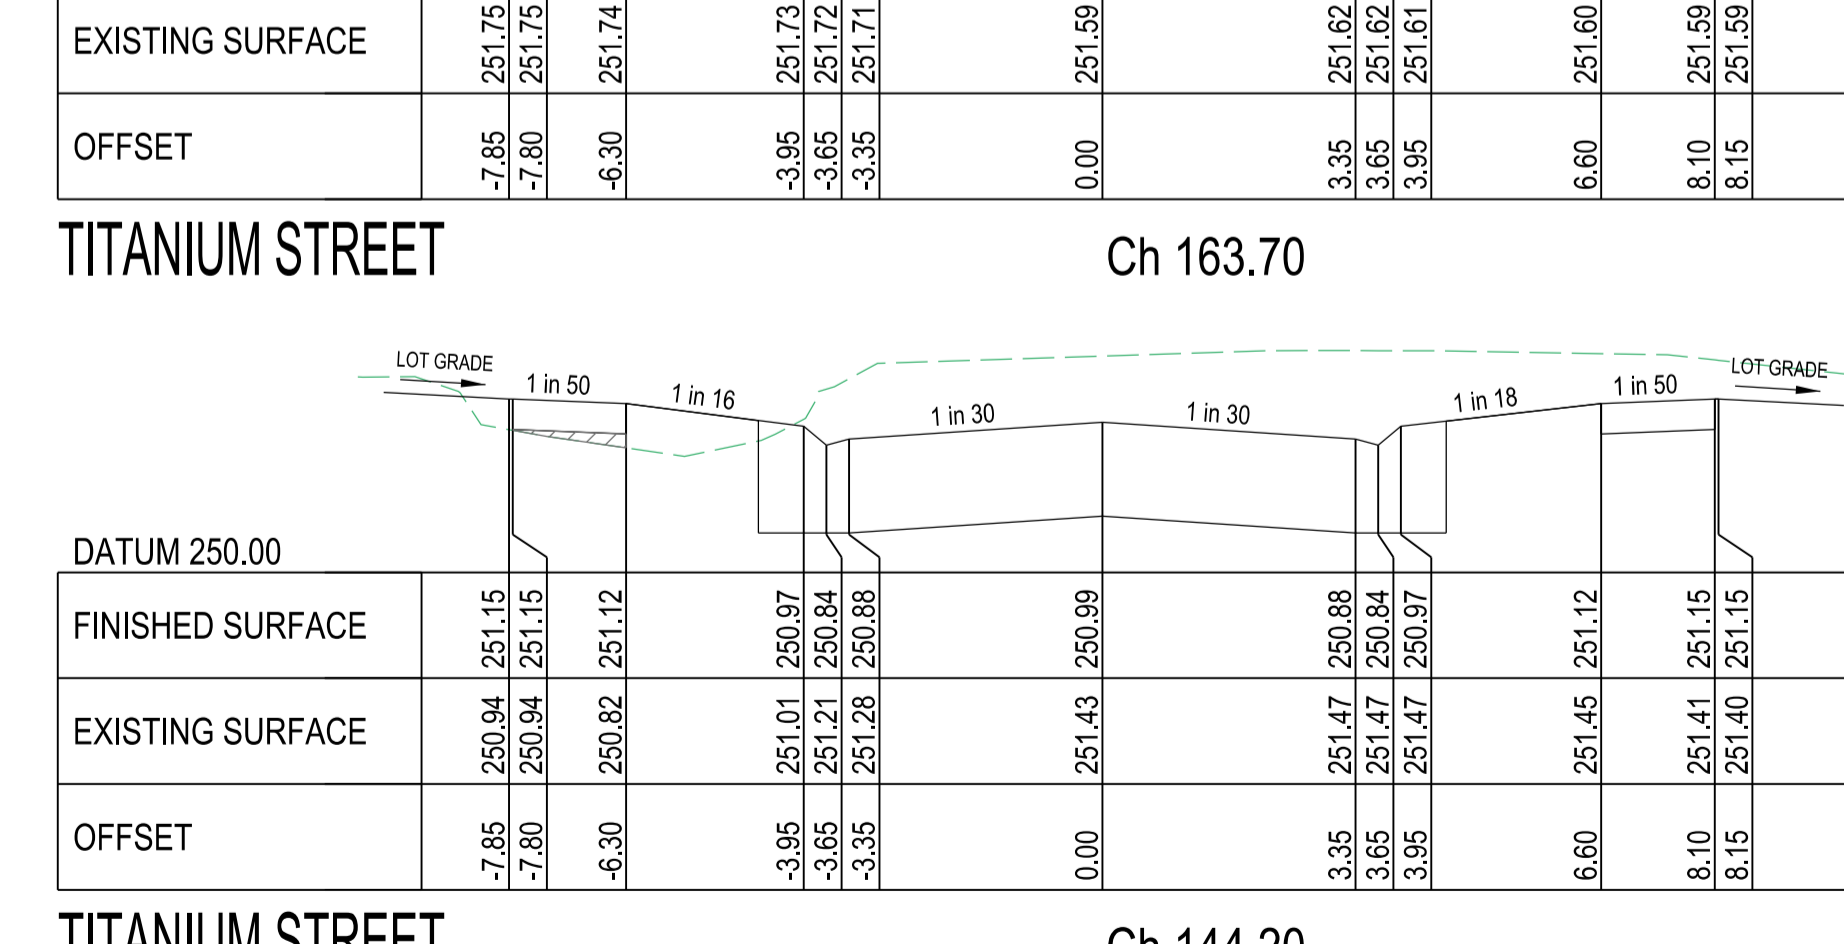 EXISTING SURFACE 251.75 251.75 251.74 251.73 251.72 251.71 251.59 251.62 251.62 251.61 251.60 251.59 251.59
OFFSET -7.85 -7.80 -6.30 -3.95 -3.65 -3.35 0.00 3.35 3.65 3.95 6.60 8.10 8.15
TITANIUM STREET Ch 163.70
LOT GRADE 1 in 50 1 in 16 1 in 30 1 in 30 1 in 18 1 in 50 LOT GRADE
DATUM 250.00
FINISHED SURFACE 251.15 251.15 251.12 250.97 250.84 250.88 250.99 250.88 250.84 250.97 251.12 251.15 251.15
EXISTING SURFACE 250.94 250.94 250.82 251.01 251.21 251.28 251.43 251.47 251.47 251.47 251.45 251.41 251.40
OFFSET -7.85 -7.80 -6.30 -3.95 -3.65 -3.35 0.00 3.35 3.65 3.95 6.60 8.10 8.15
TITANIUM STREET Ch 144.20